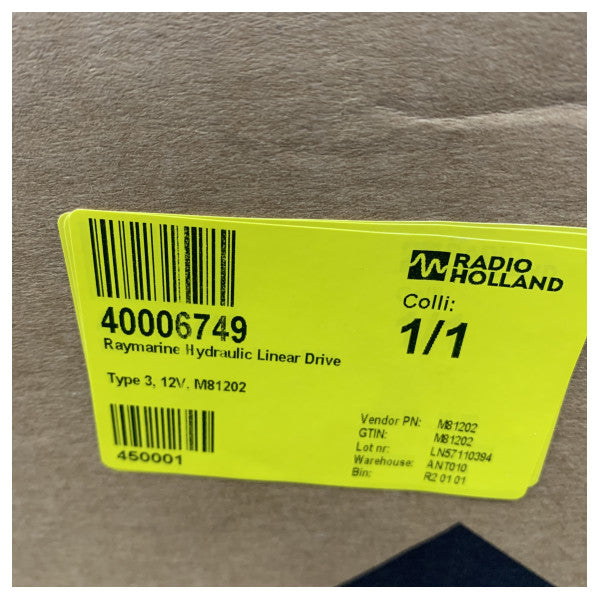 RADIO
HOLLAND
Colli:
1/1
40006749
Raymarine Hydraulic Linear Drive
Type 3, 12V, M81202
450001
Vendor PN: M81202
GTIN: M81202
Lot nr: LN57110394
Warehouse: ANT010
Bin: R2 01 01